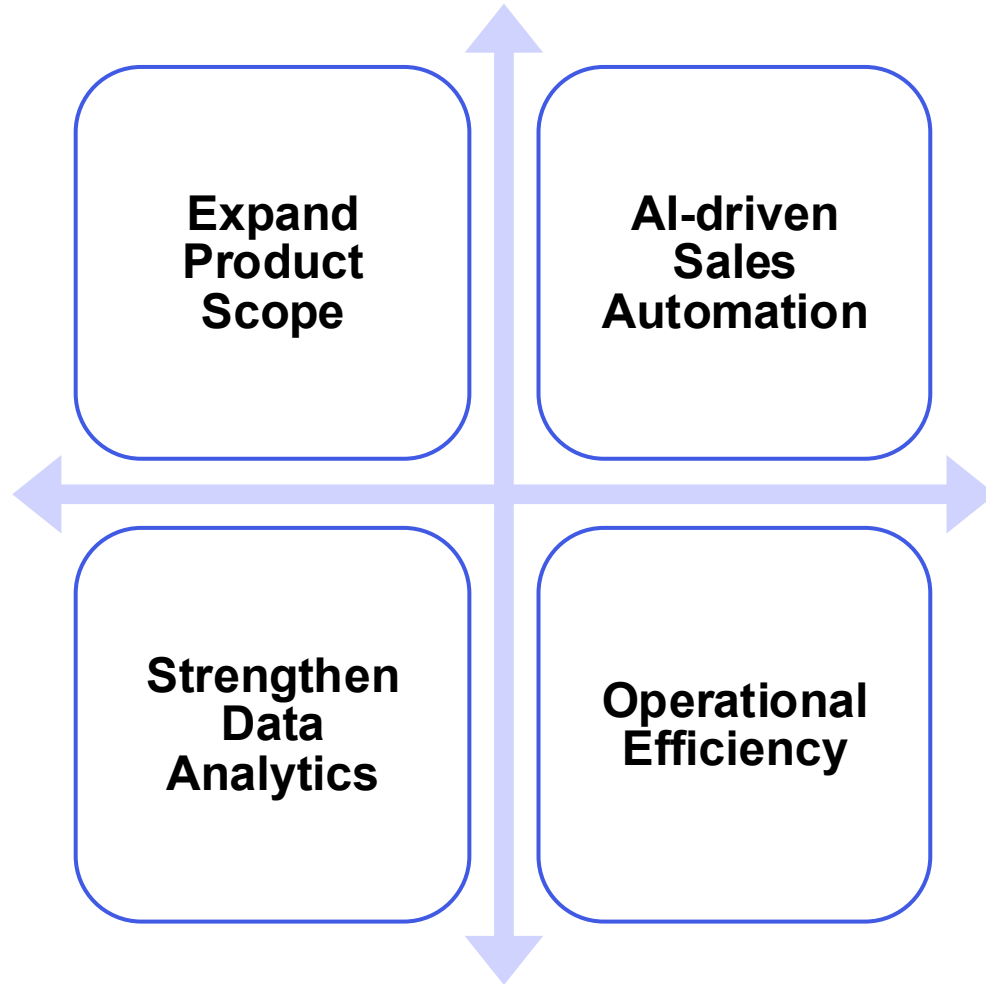 Expand
Product
Scope
AI-driven
Sales
Automation
Strengthen
Data
Analytics
Operational
Efficiency